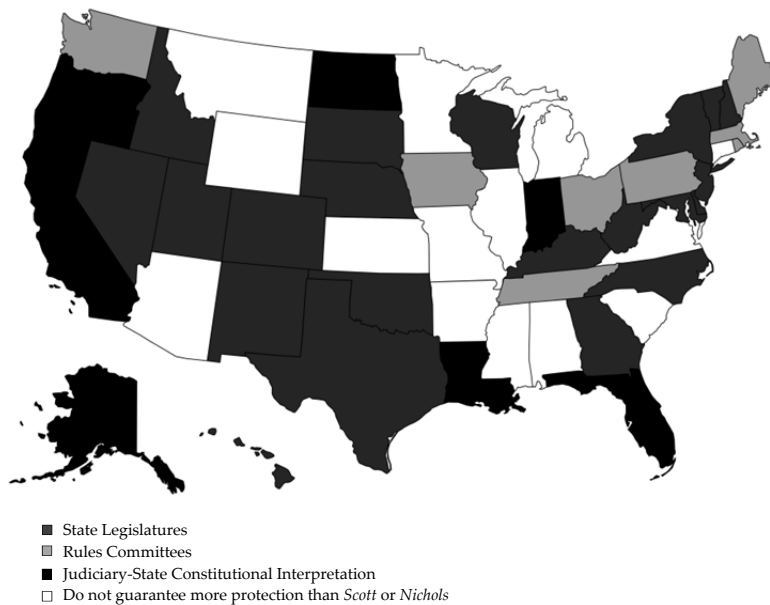 State Legislatures
Rules Committees
Judiciary-State Constitutional Interpretation
Do not guarantee more protection than Scott or Nichols